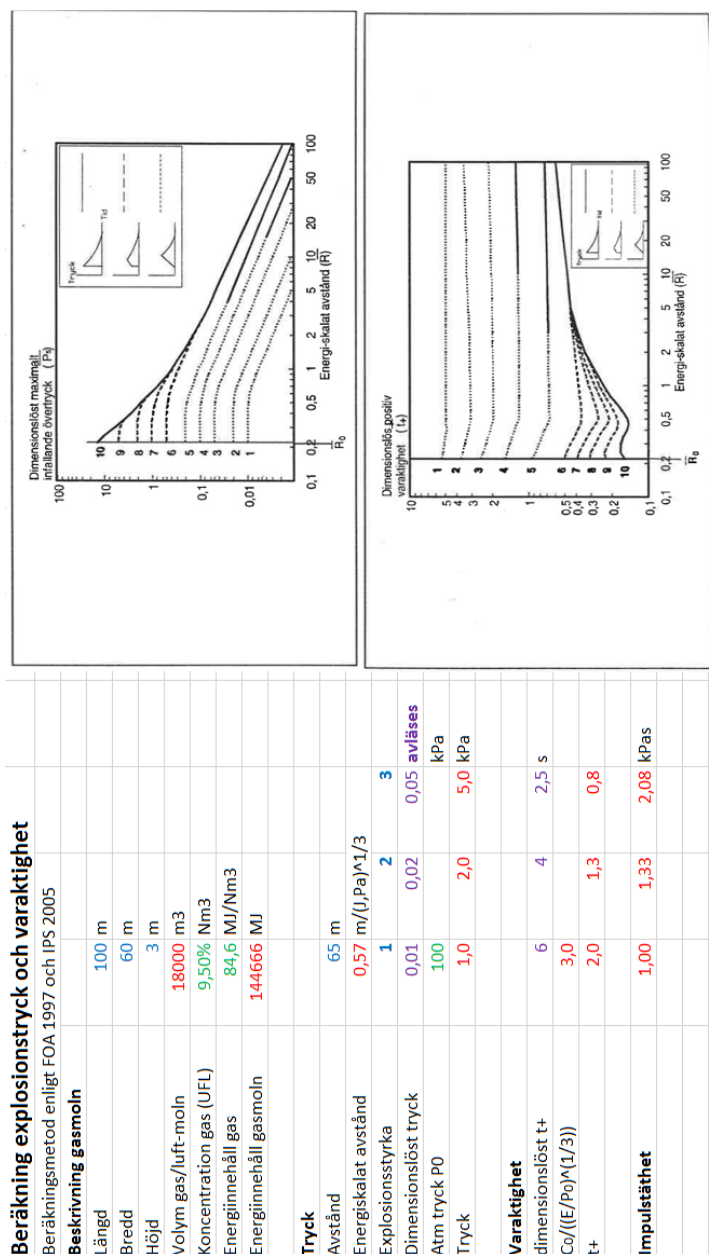 Beräkning explosionstryck och varaktighet
Beräkningsmetod enligt FOA 1997 och IPS 2005
Beskrivning gasmoln
Längd 100 m
Bredd 60 m
Höjd 3 m
Volym gas/luft-moln 18000 m3
Koncentration gas (UFL) 9,50% Nm3
Energiinnehåll gas 84,6 MJ/Nm3
Energiinnehåll gasmoln 144666 MJ
Tryck
Avstånd 65 m
Energiskalat avstånd 0,57 m/(J,Pa)^1/3
Explosionsstyrka 1 2 3
Dimensionslöst tryck 0,01 0,02 0,05 avläses
Atm tryck P0 100 kPa
Tryck 1,0 2,0 5,0 kPa
Varaktighet
dimensionslöst t+ 6 4 2,5 s
Co/((E/Po)^(1/3)) 3,0
t+ 2,0 1,3 0,8
Impulstäthet 1,00 1,33 2,08 kPas
Dimensionslöst maximalt
infallande övertryck ( Ps)
100
10
1
0,1
0,01
10
9
8
7
6
5
4
3
2
1
Tryck
Tid
0,1 0,2 0,5 1 2 5 10 20 50 100
R0
Energi-skalat avstånd (R)
Dimensionslös positiv
varaktighet ( t+)
10
5
4
3
2
1
0,5
0,4
0,3
0,2
0,1
1
2
3
4
5
6
7
8
9
10
Tryck
0,1 0,2 0,5 1 2 5 10 20 50 100
R0
Energi-skalat avstånd (R)